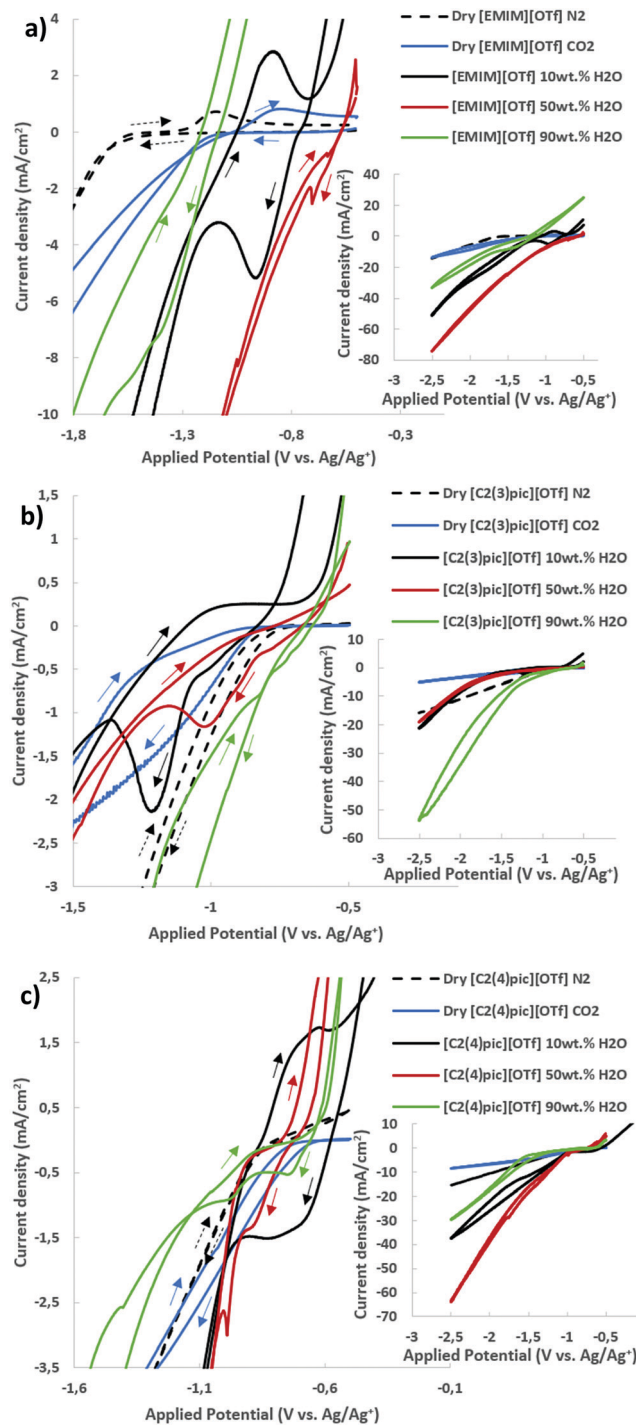 a)
Dry [EMIM][OTf] N2
Dry [EMIM][OTf] CO2
[EMIM][OTf] 10wt.% H2O
[EMIM][OTf] 50wt.% H2O
[EMIM][OTf] 90wt.% H2O
Current density (mA/cm²)
4
2
0
-2
-4
-6
-8
-10
-1,8
-1,3
-0,8
-0,3
Applied Potential (V vs. Ag/Ag⁺)
Current density (mA/cm²)
40
20
0
-20
-40
-60
80
-3
-2,5
-2
-1,5
-1
-0,5
0
Applied Potential (V vs. Ag/Ag⁺)
b)
Dry [C2(3)pic][OTf] N2
Dry [C2(3)pic][OTf] CO2
[C2(3)pic][OTf] 10wt.% H2O
[C2(3)pic][OTf] 50wt.% H2O
[C2(3)pic][OTf] 90wt.% H2O
Current density (mA/cm²)
1,5
1
0,5
0
-0,5
-1
-1,5
-2
-2,5
-3
-1,5
-1
-0,5
Applied Potential (V vs. Ag/Ag⁺)
Current density (mA/cm²)
10
0
-10
-20
-30
-40
-50
-60
-3
-2,5
-2
-1,5
-1
-0,5
0
Applied Potential (V vs. Ag/Ag⁺)
c)
Dry [C2(4)pic][OTf] N2
Dry [C2(4)pic][OTf] CO2
[C2(4)pic][OTf] 10wt.% H2O
[C2(4)pic][OTf] 50wt.% H2O
[C2(4)pic][OTf] 90wt.% H2O
Current density (mA/cm²)
2,5
1,5
0,5
-0,5
-1,5
-2,5
-3,5
-1,6
-1,1
-0,6
-0,1
Applied Potential (V vs. Ag/Ag⁺)
Current density (mA/cm²)
10
0
-10
-20
-30
-40
-50
-60
-70
-3
-2,5
-2
-1,5
-1
-0,5
0
Applied Potential (V vs. Ag/Ag⁺)